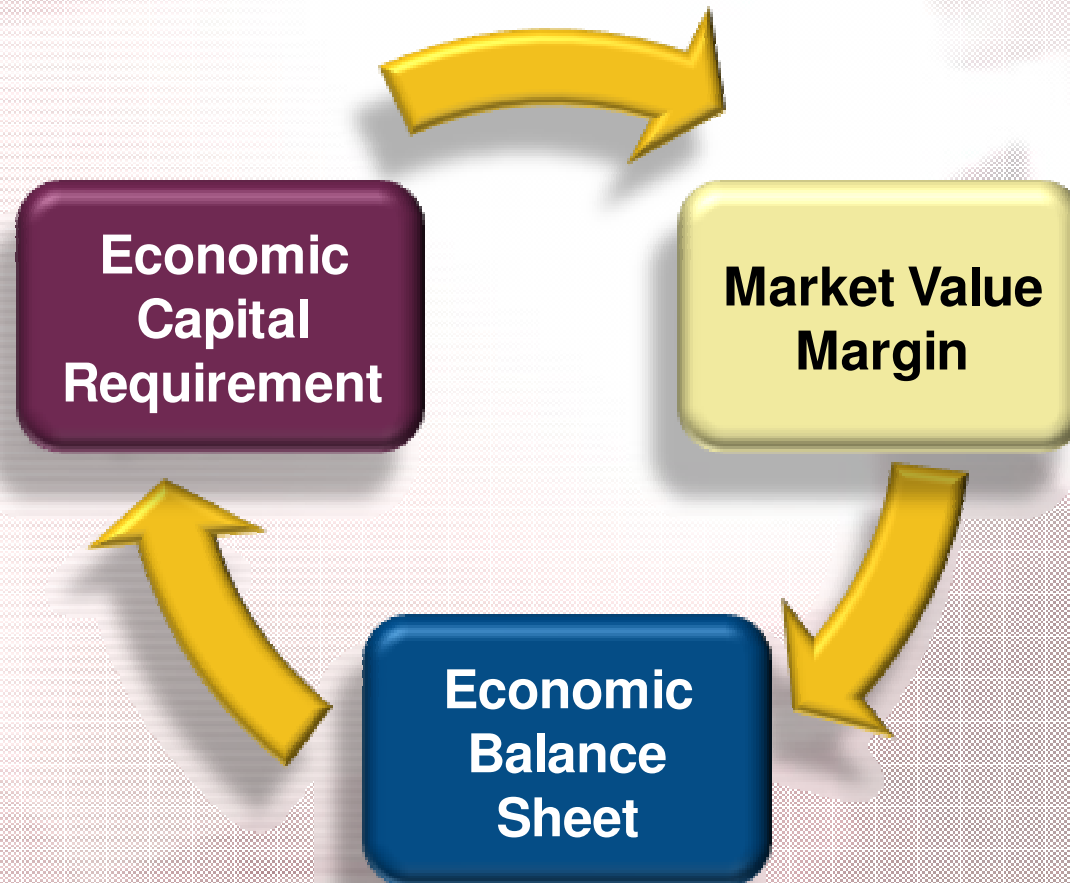 Economic
Capital
Requirement
Market Value
Margin
Economic
Balance
Sheet